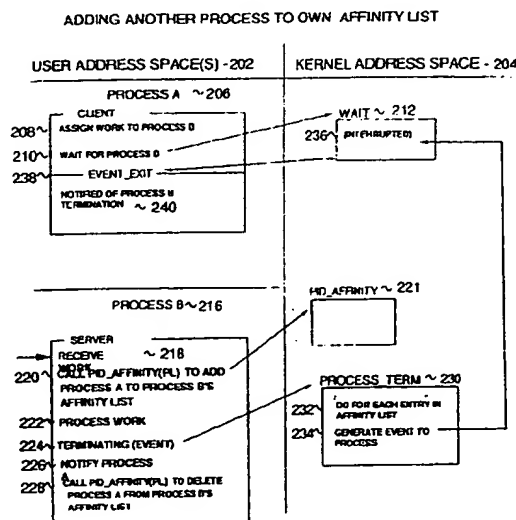 ADDING ANOTHER PROCESS TO OWN AFFINITY LIST
USER ADDRESS SPACE(S) - 202
KERNEL ADDRESS SPACE - 204
PROCESS A ~ 206
CLIENT
208 ASSIGN WORK TO PROCESS D
210 WAIT FOR PROCESS D
238 EVENT_EXIT
NOTIFIED OF PROCESS B
TERMINATION ~ 240
WAIT ~ 212
236 (INTERRUPTED)
PROCESS B ~ 216
SERVER
RECEIVE ~ 218
WORK
220 CALL PID_AFFINITY(PL) TO ADD
PROCESS A TO PROCESS B'S
AFFINITY LIST
222 PROCESS WORK
224 TERMINATING (EVENT)
226 NOTIFY PROCESS
A
228 CALL PID_AFFINITY(PL) TO DELETE
PROCESS A FROM PROCESS B'S
AFFINITY LIST
PID_AFFINITY ~ 221
PROCESS_TERM ~ 230
232 DO FOR EACH ENTRY IN
AFFINITY LIST
234 GENERATE EVENT TO
PROCESS